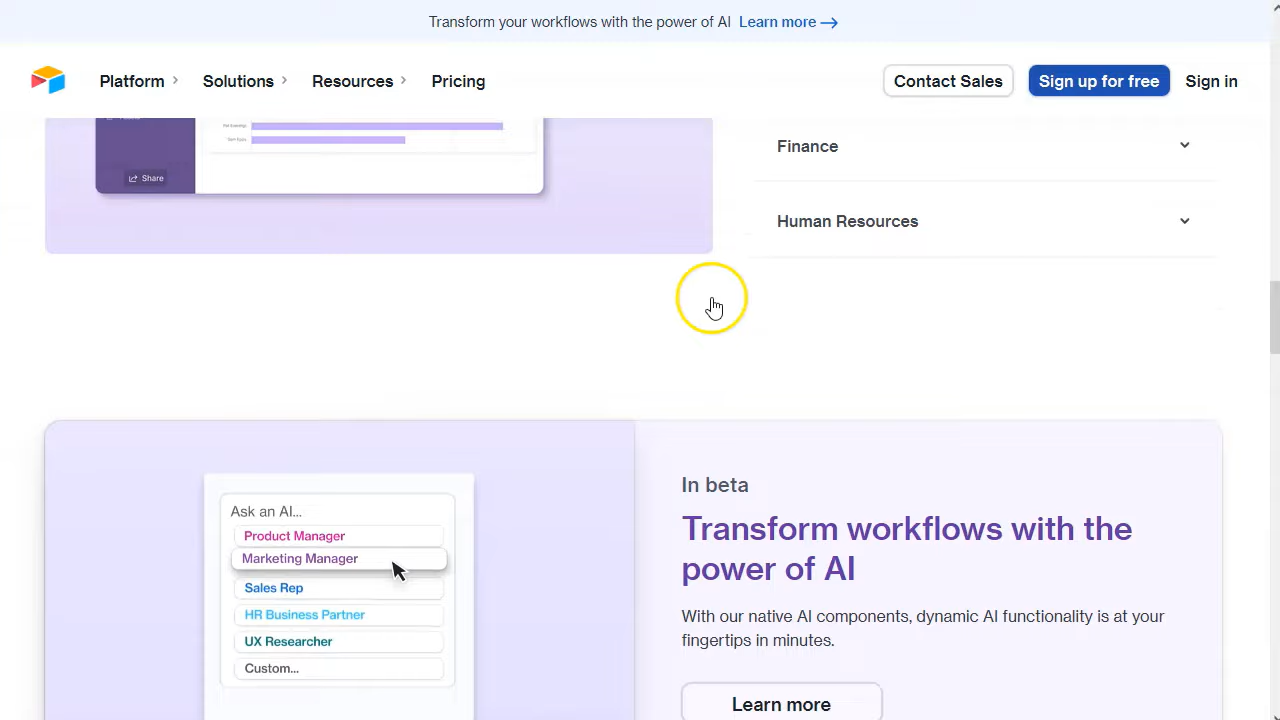 Transform your workflows with the power of AI Learn more →
Platform Solutions Resources Pricing Contact Sales Sign up for free Sign in
Share
Finance
Human Resources
Ask an AI...
Product Manager
Marketing Manager
Sales Rep
HR Business Partner
UX Researcher
Custom...
In beta
Transform workflows with the
power of AI
With our native AI components, dynamic AI functionality is at your
fingertips in minutes.
Learn more